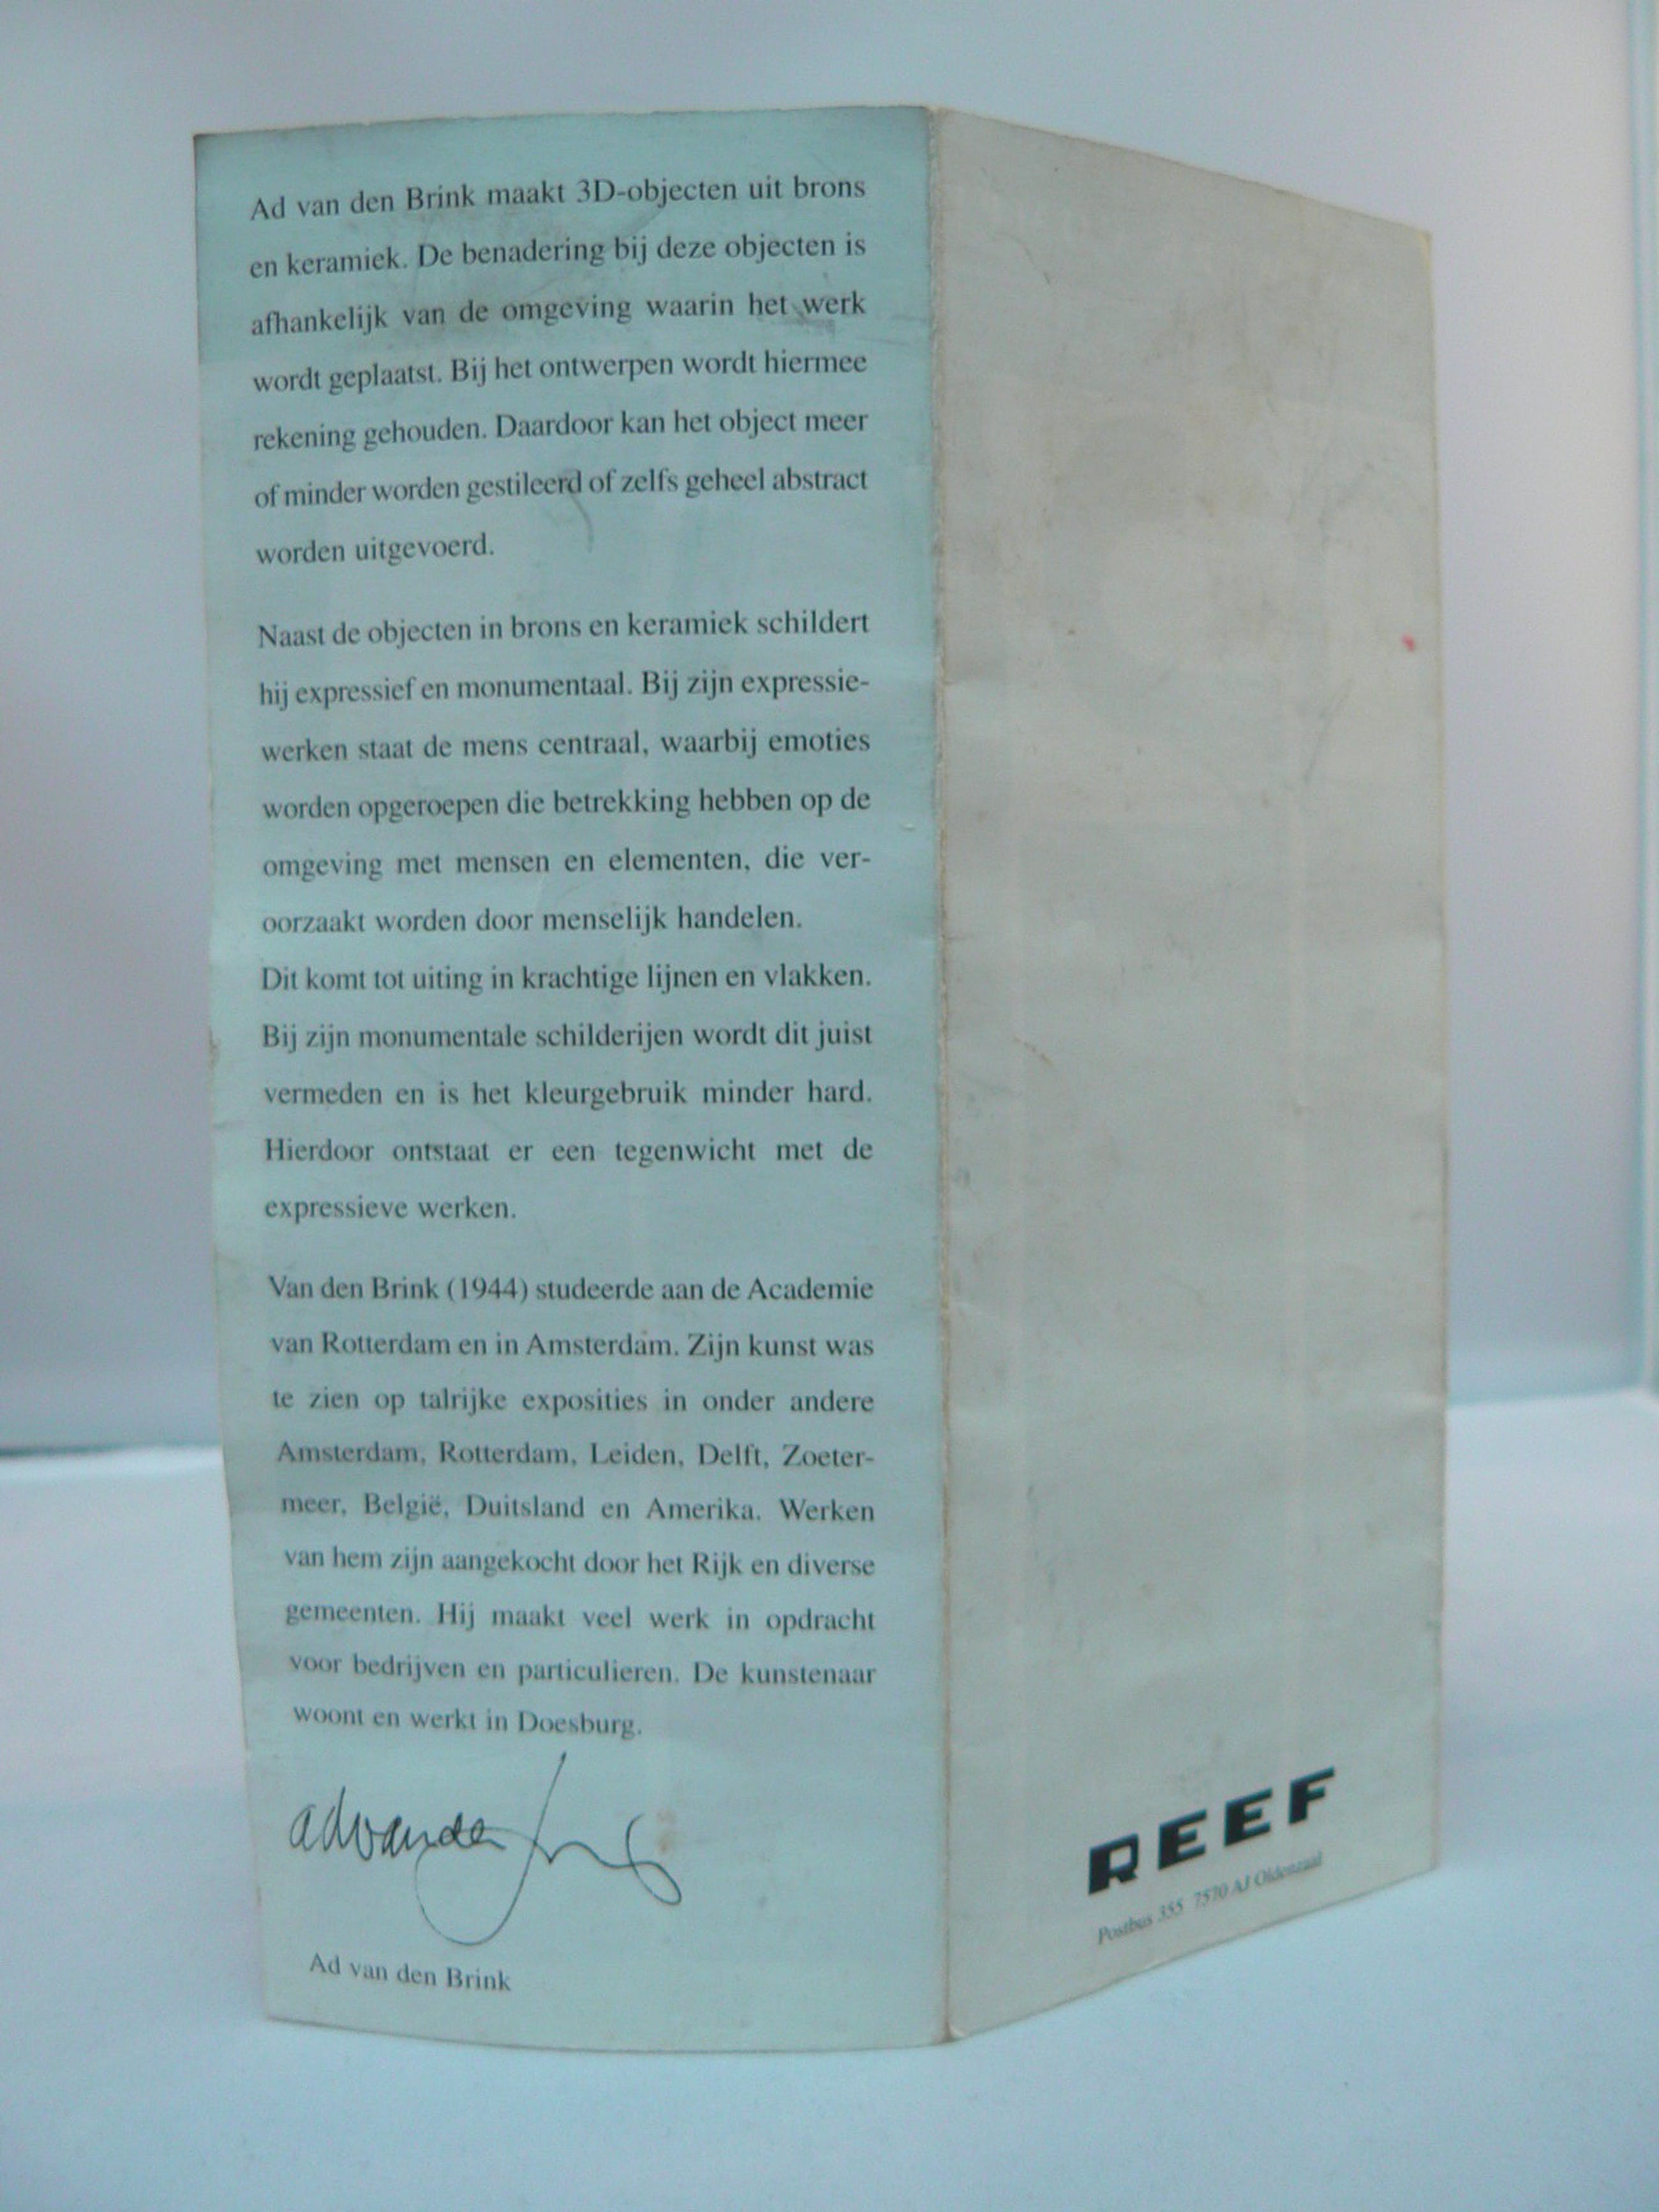 Ad van den Brink maakt 3D-objecten uit brons
en keramiek. De benadering bij deze objecten is
afhankelijk van de omgeving waarin het werk
wordt geplaatst. Bij het ontwerpen wordt hiermee
rekening gehouden. Daardoor kan het object meer
of minder worden gestileerd of zelfs geheel abstract
worden uitgevoerd.
Naast de objecten in brons en keramiek schildert
hij expressief en monumentaal. Bij zijn expressie-
werken staat de mens centraal, waarbij emoties
worden opgeroepen die betrekking hebben op de
omgeving met mensen en elementen, die ver-
oorzaakt worden door menselijk handelen.
Dit komt tot uiting in krachtige lijnen en vlakken.
Bij zijn monumentale schilderijen wordt dit juist
vermeden en is het kleurgebruik minder hard.
Hierdoor ontstaat er een tegenwicht met de
expressieve werken.
Van den Brink (1944) studeerde aan de Academie
van Rotterdam en in Amsterdam. Zijn kunst was
te zien op talrijke exposities in onder andere
Amsterdam, Rotterdam, Leiden, Delft, Zoeter-
meer, België, Duitsland en Amerika. Werken
van hem zijn aangekocht door het Rijk en diverse
gemeenten. Hij maakt veel werk in opdracht
voor bedrijven en particulieren. De kunstenaar
woont en werkt in Doesburg.
ad van den
Ad van den Brink
REEF
Postbus 355 7570 AJ Oldenzaal